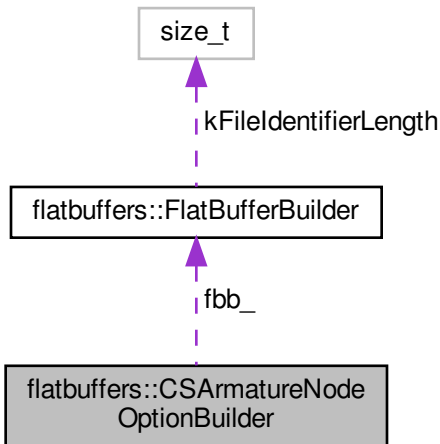 size_t
kFileIdentifierLength
flatbuffers::FlatBufferBuilder
fbb_
flatbuffers::CSArmatureNode
OptionBuilder